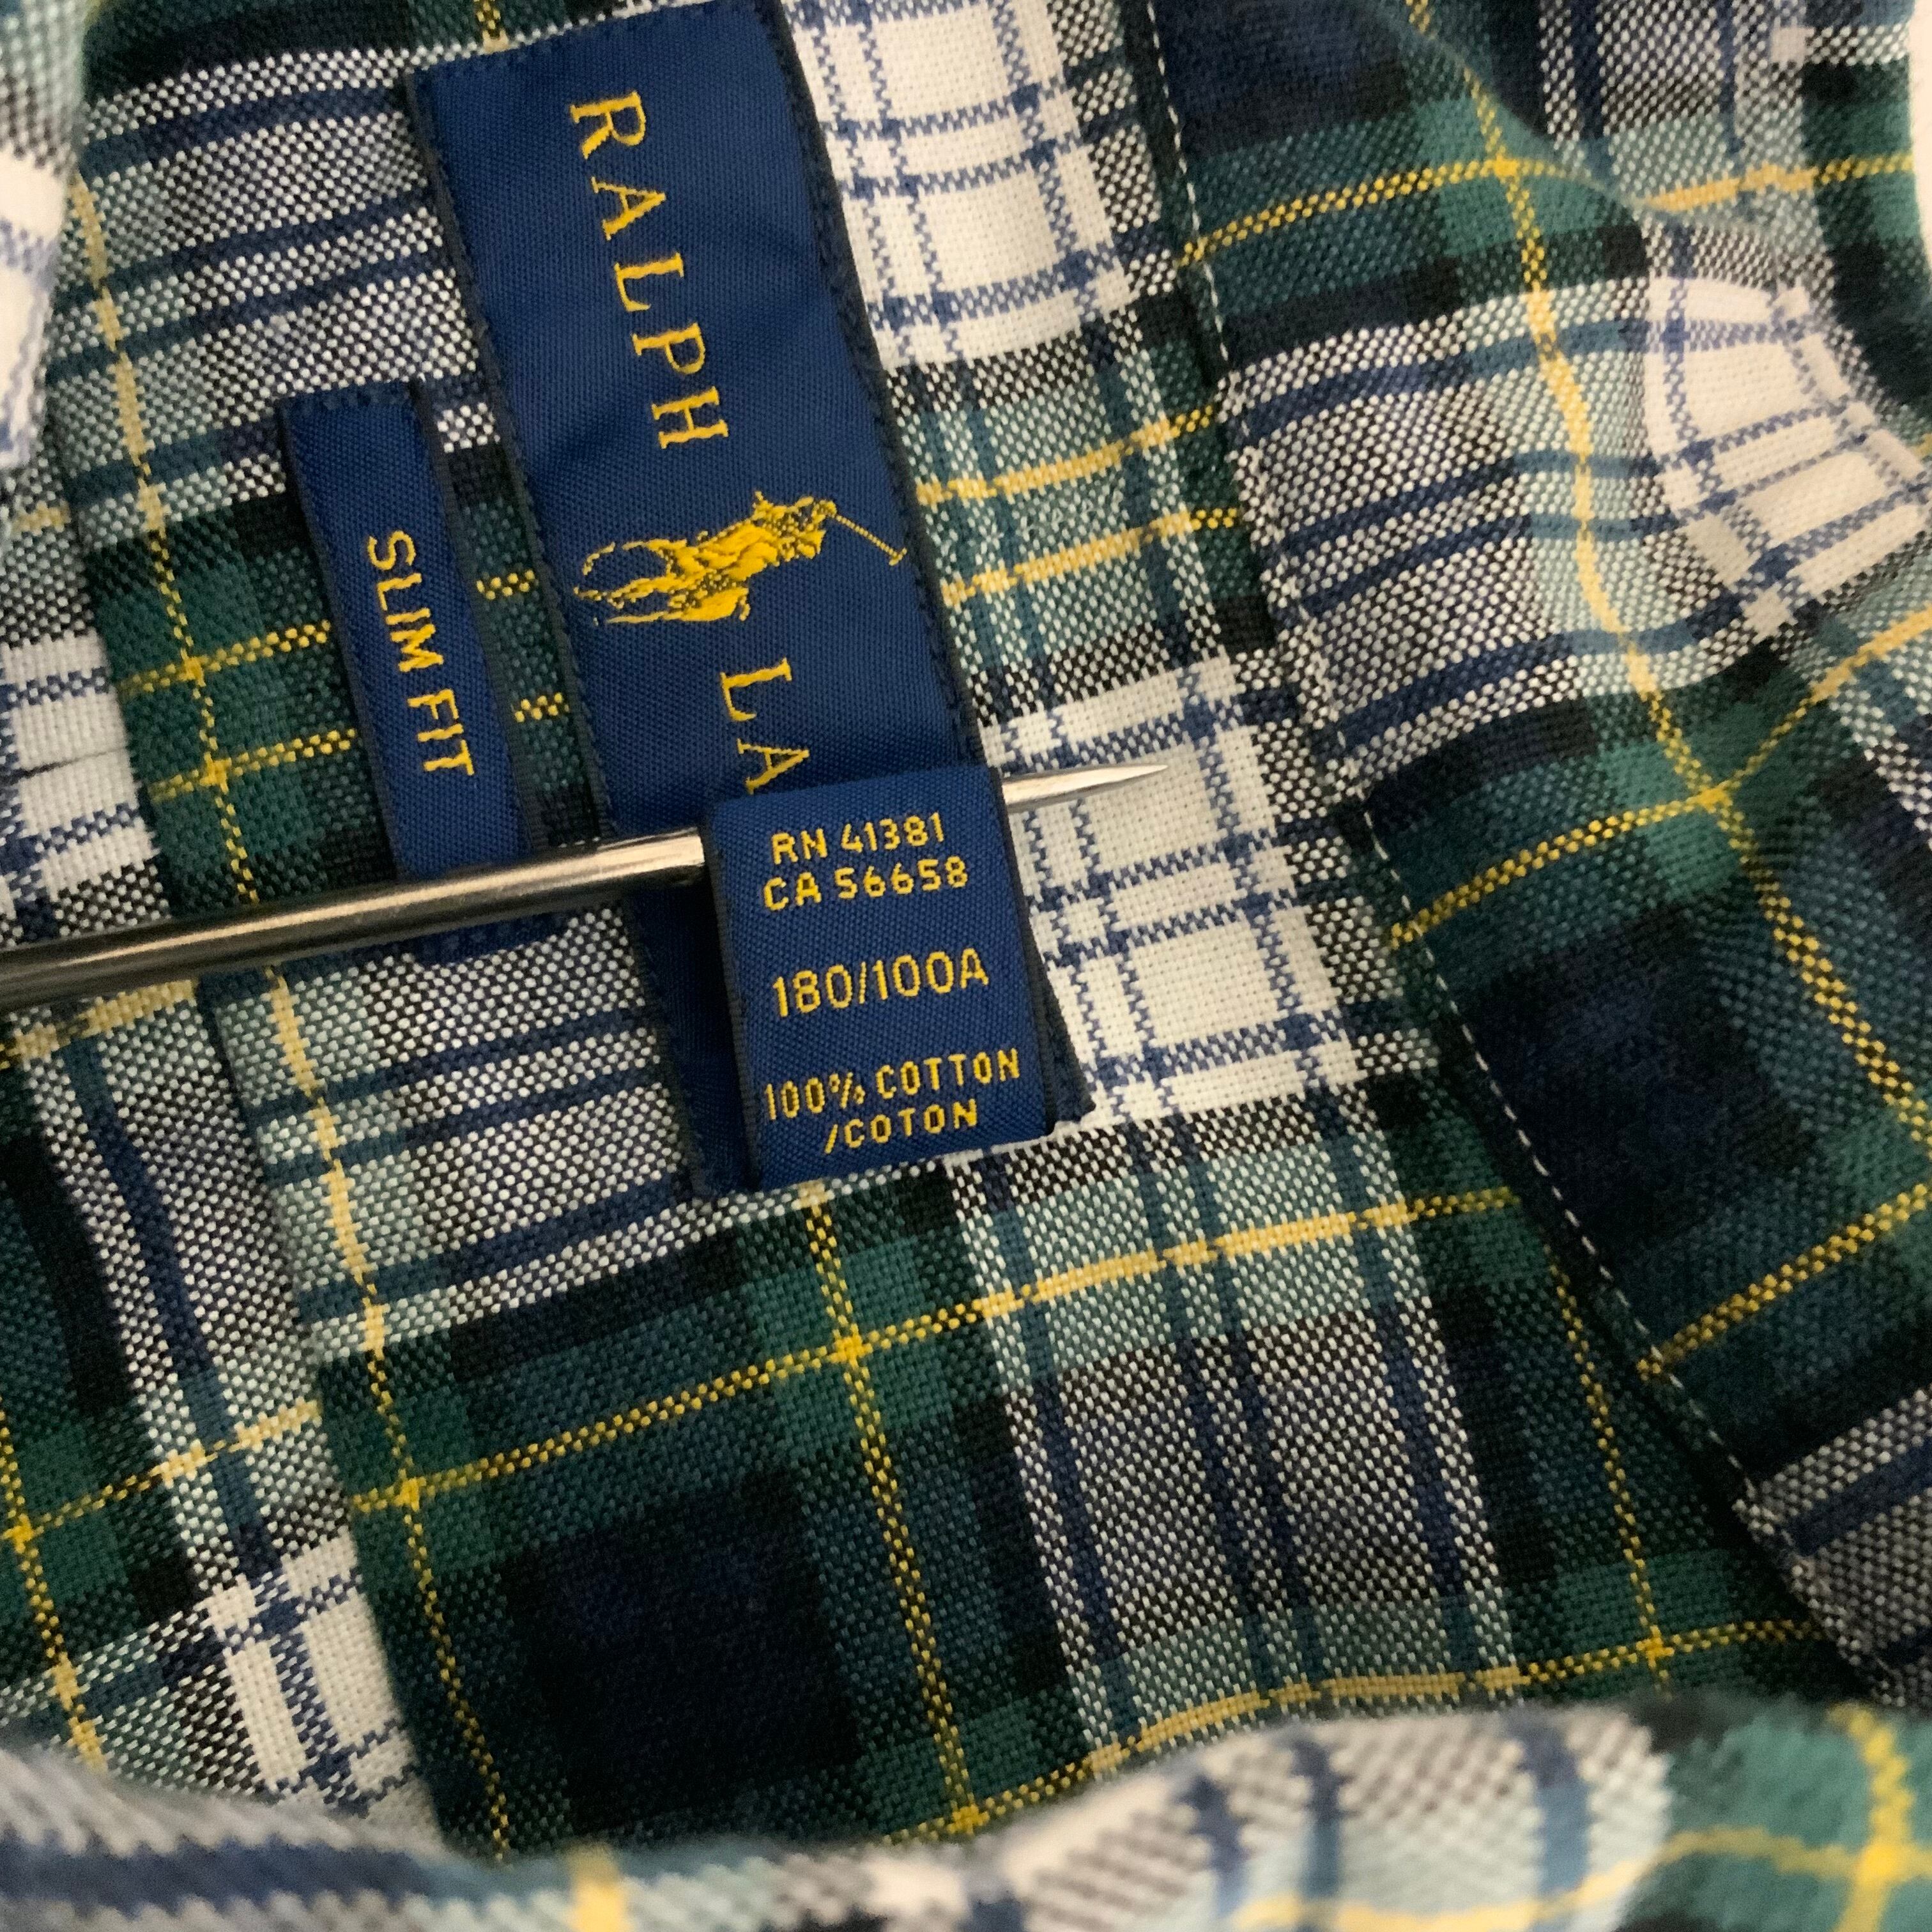 RALPH LA
SLIM FIT
RN 41381
CA 56658
180/100A
100% COTTON
/COTON